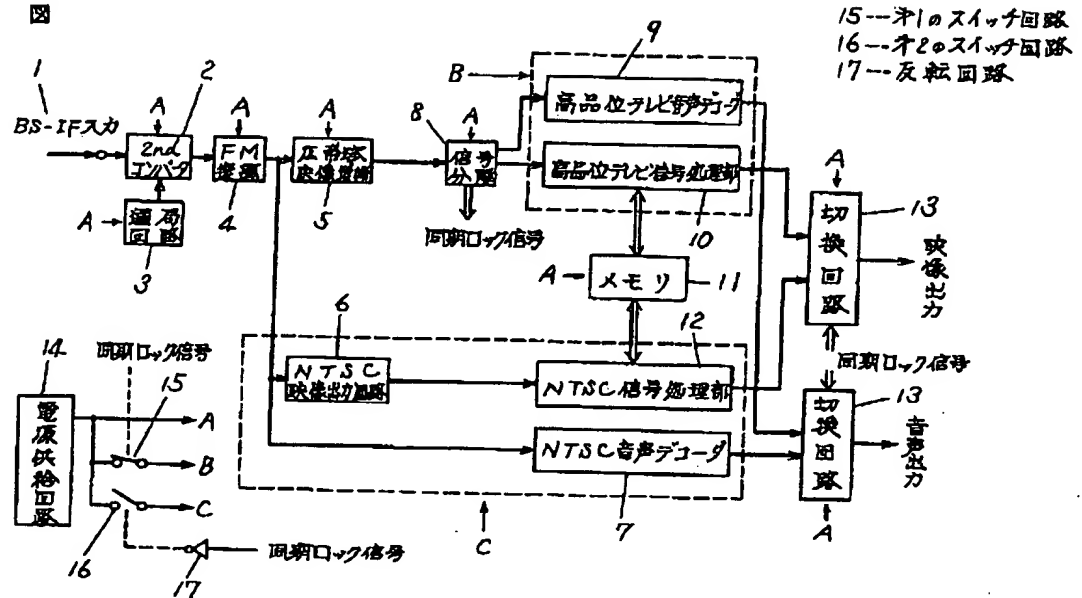 図
15---オ1のスイッチ回路
16---オ2のスイッチ回路
17---反転回路
1
BS-IF入力
2
A
2nd
コンバータ
A
選局
回路
3
A
FM
復調
4
A
映像復調
5
8
A
信号
分離
同期ロック信号
B
9
高品位テレビ音声デコーダ
高品位テレビ信号処理部
10
A
メモリ
11
A
13
切換回路
映像出力
同期ロック信号
13
切換回路
音声出力
A
6
NTSC
映像出力回路
12
NTSC信号処理部
NTSC音声デコーダ
7
C
14
電源供給回路
同期ロック信号
15
A
B
C
16
17
同期ロック信号